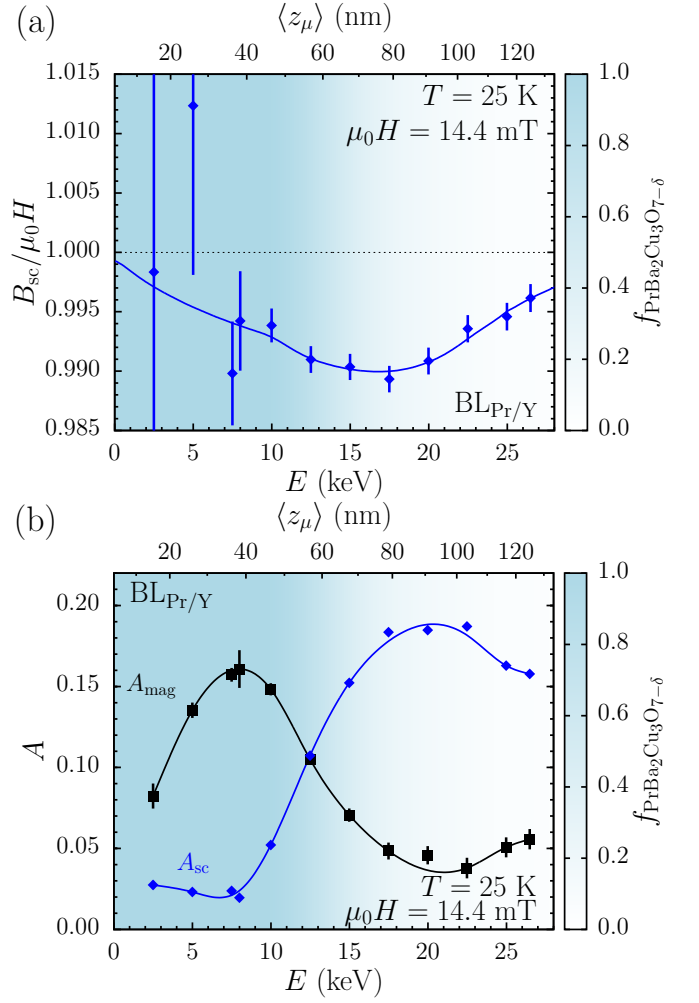 (a)
⟨z_μ⟩ (nm)
20 40 60 80 100 120
1.015
1.010
1.005
1.000
0.995
0.990
0.985
B_sc/μ₀H
T = 25 K
μ₀H = 14.4 mT
BL_Pr/Y
0 5 10 15 20 25
E (keV)
1.0
0.8
0.6
0.4
0.2
0.0
f_PrBa₂Cu₃O₇₋δ
(b)
⟨z_μ⟩ (nm)
20 40 60 80 100 120
BL_Pr/Y
0.20
0.15
0.10
0.05
0.00
A
A_mag
A_sc
T = 25 K
μ₀H = 14.4 mT
0 5 10 15 20 25
E (keV)
1.0
0.8
0.6
0.4
0.2
0.0
f_PrBa₂Cu₃O₇₋δ